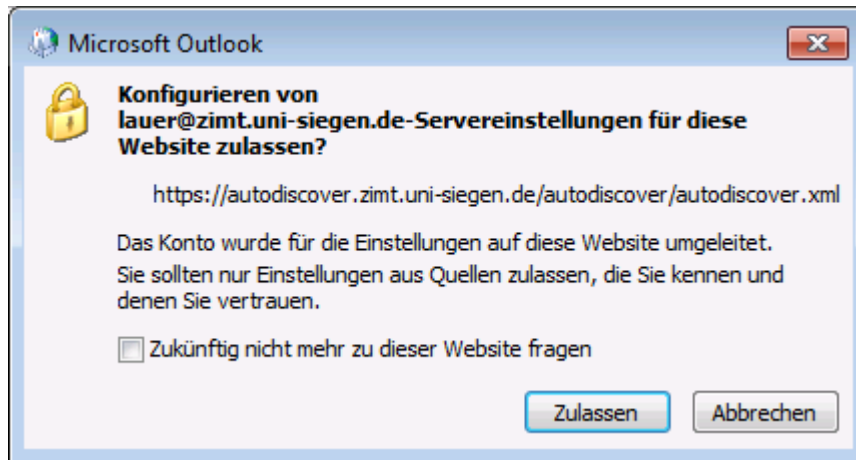 Microsoft Outlook
Konfigurieren von
lauer@zimt.uni-siegen.de-Servereinstellungen für diese
Website zulassen?
https://autodiscover.zimt.uni-siegen.de/autodiscover/autodiscover.xml
Das Konto wurde für die Einstellungen auf diese Website umgeleitet.
Sie sollten nur Einstellungen aus Quellen zulassen, die Sie kennen und
denen Sie vertrauen.
Zukünftig nicht mehr zu dieser Website fragen
Zulassen Abbrechen